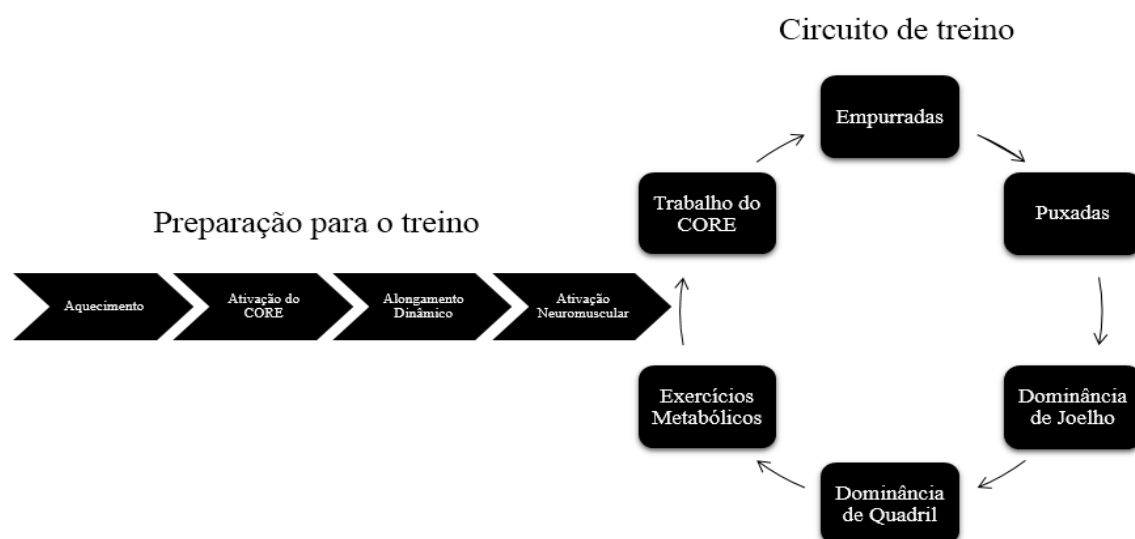 Circuito de treino
Empurradas
Puxadas
Dominância
de Joelho
Dominância
de Quadril
Exercícios
Metabólicos
Trabalho do
CORE
Preparação para o treino
Aquecimento
Ativação do
CORE
Alongamento
Dinâmico
Ativação
Neuromuscular